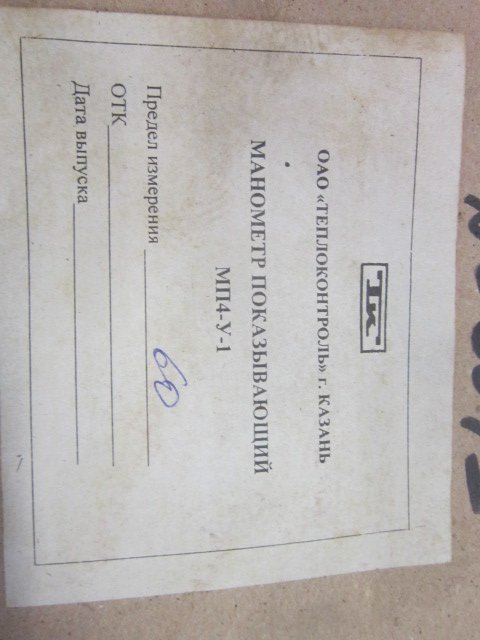 ТК
ОАО «ТЕПЛОКОНТРОЛЬ» г. КАЗАНЬ
МАНОМЕТР ПОКАЗЫВАЮЩИЙ
МП4-У-1
Предел измерения 60
ОТК
Дата выпуска